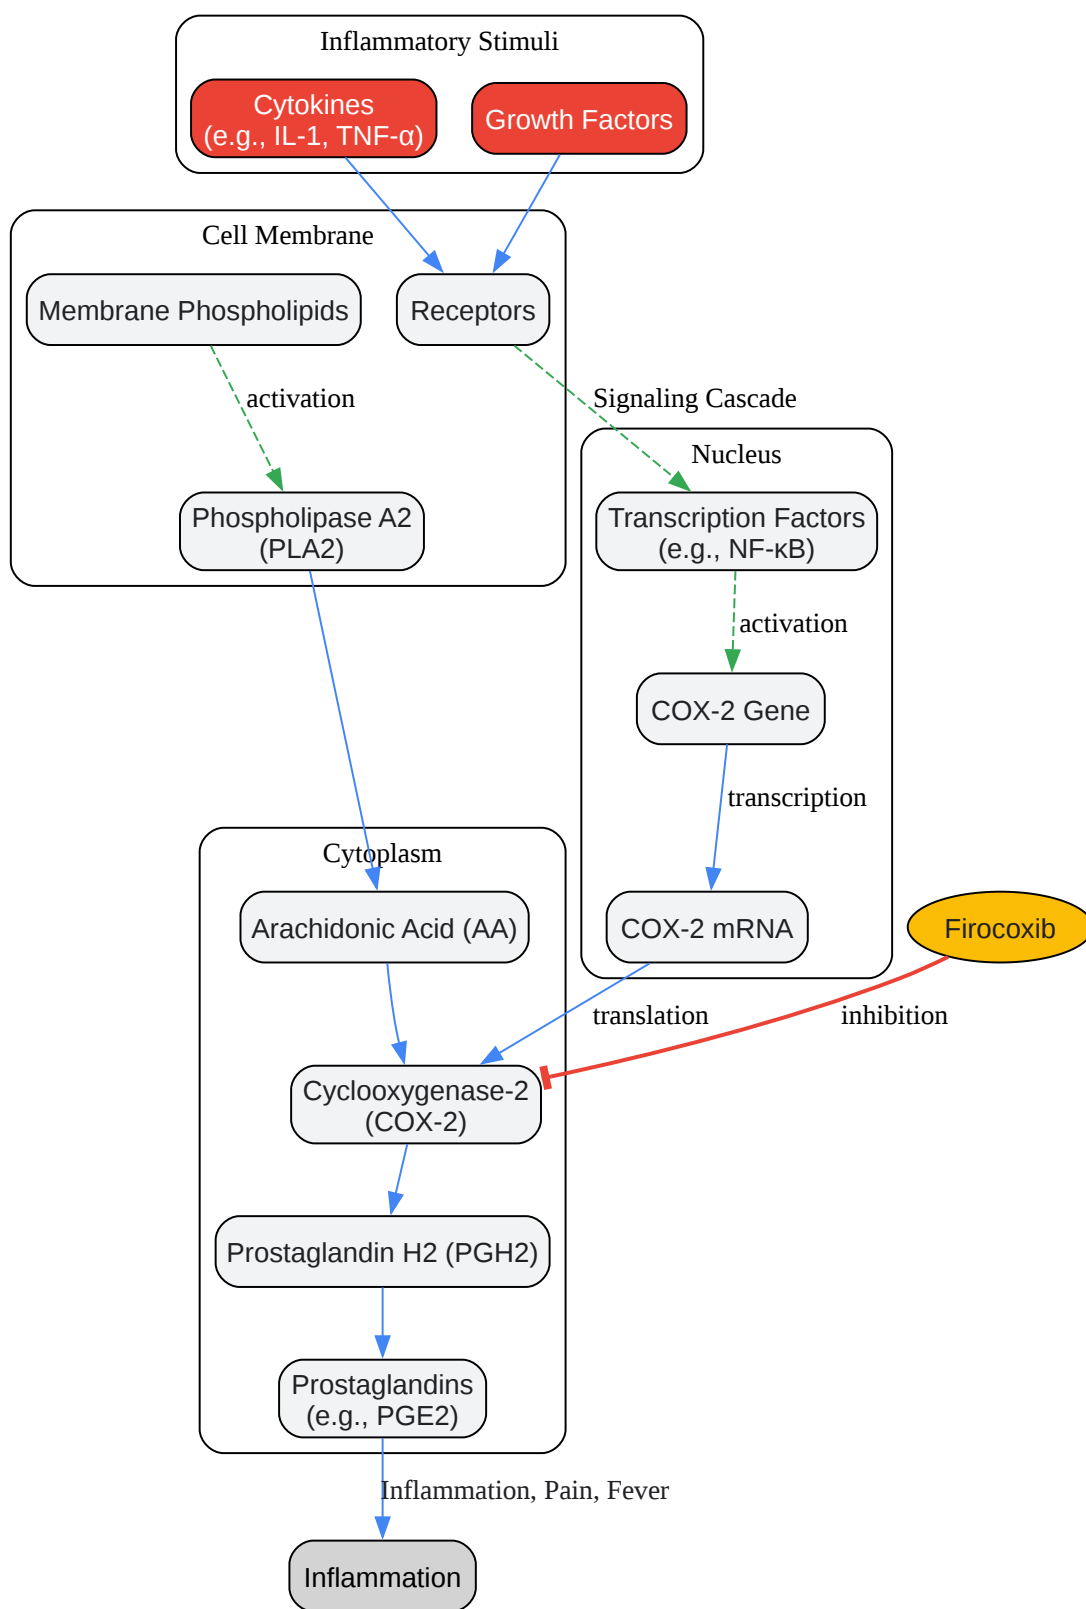 Inflammatory Stimuli
Cytokines
(e.g., IL-1, TNF-α)
Growth Factors
Cell Membrane
Membrane Phospholipids
Receptors
activation
Signaling Cascade
Nucleus
Phospholipase A2
(PLA2)
Transcription Factors
(e.g., NF-κB)
activation
COX-2 Gene
transcription
Cytoplasm
Arachidonic Acid (AA)
COX-2 mRNA
Firocoxib
translation
inhibition
Cyclooxygenase-2
(COX-2)
Prostaglandin H2 (PGH2)
Prostaglandins
(e.g., PGE2)
Inflammation, Pain, Fever
Inflammation